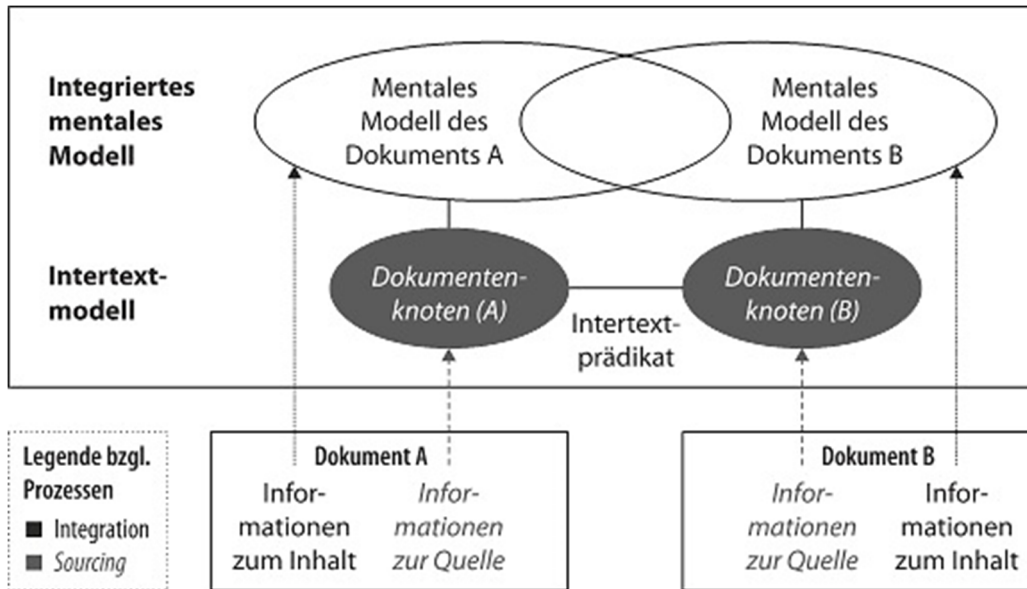 Integriertes
mentales
Modell
Mentales
Modell des
Dokuments A
Mentales
Modell des
Dokuments B
Intertext-
modell
Dokumenten-
knoten (A)
Intertext-
prädikat
Dokumenten-
knoten (B)
Legende bzgl.
Prozessen
Integration
Sourcing
Dokument A
Infor-
mationen
zum Inhalt
Infor-
mationen
zur Quelle
Dokument B
Infor-
mationen
zur Quelle
Infor-
mationen
zum Inhalt